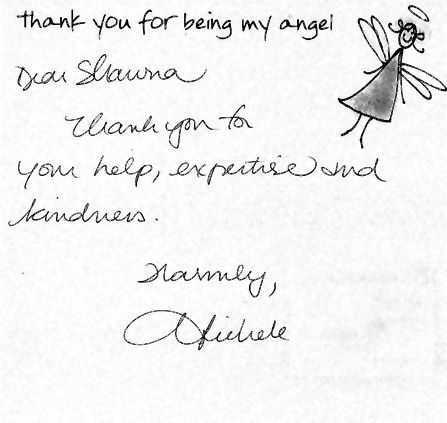 thank you for being my angel
Dear Shawna
Thank you for
your help, expertise and
kindness.
Warmly,
Michele